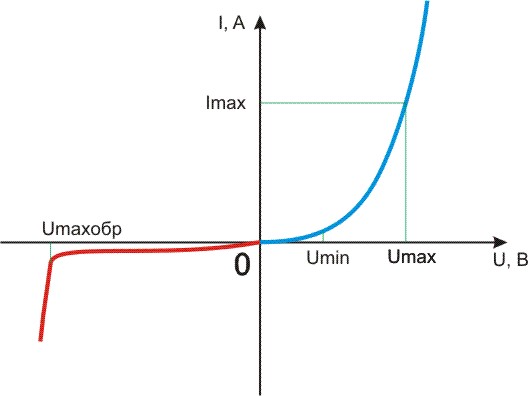 I, A
Imax
Umaxобр
0
Umin
Umax
U, B